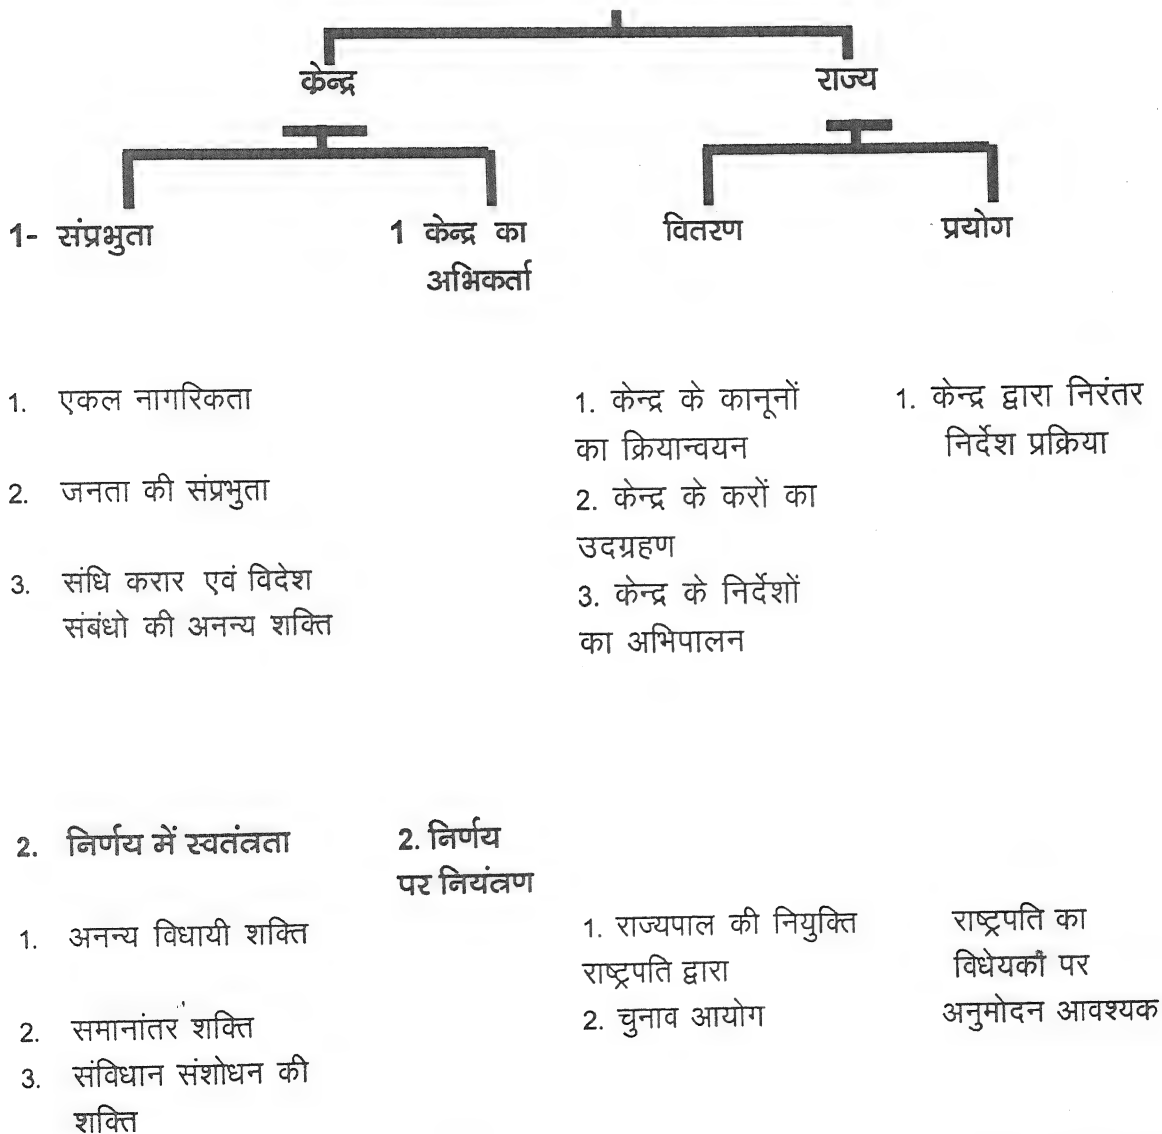 केन्द्र
राज्य
1- संप्रभुता
1 केन्द्र का
अभिकर्ता
वितरण
प्रयोग
1. एकल नागरिकता
2. जनता की संप्रभुता
3. संधि करार एवं विदेश
संबंधो की अनन्य शक्ति
1. केन्द्र के कानूनों
का क्रियान्वयन
2. केन्द्र के करों का
उदग्रहण
3. केन्द्र के निर्देशों
का अभिपालन
1. केन्द्र द्वारा निरंतर
निर्देश प्रक्रिया
2. निर्णय में स्वतंत्रता
2. निर्णय
पर नियंत्रण
1. अनन्य विधायी शक्ति
2. समानांतर शक्ति
3. संविधान संशोधन की
शक्ति
1. राज्यपाल की नियुक्ति
राष्ट्रपति द्वारा
2. चुनाव आयोग
राष्ट्रपति का
विधेयकों पर
अनुमोदन आवश्यक